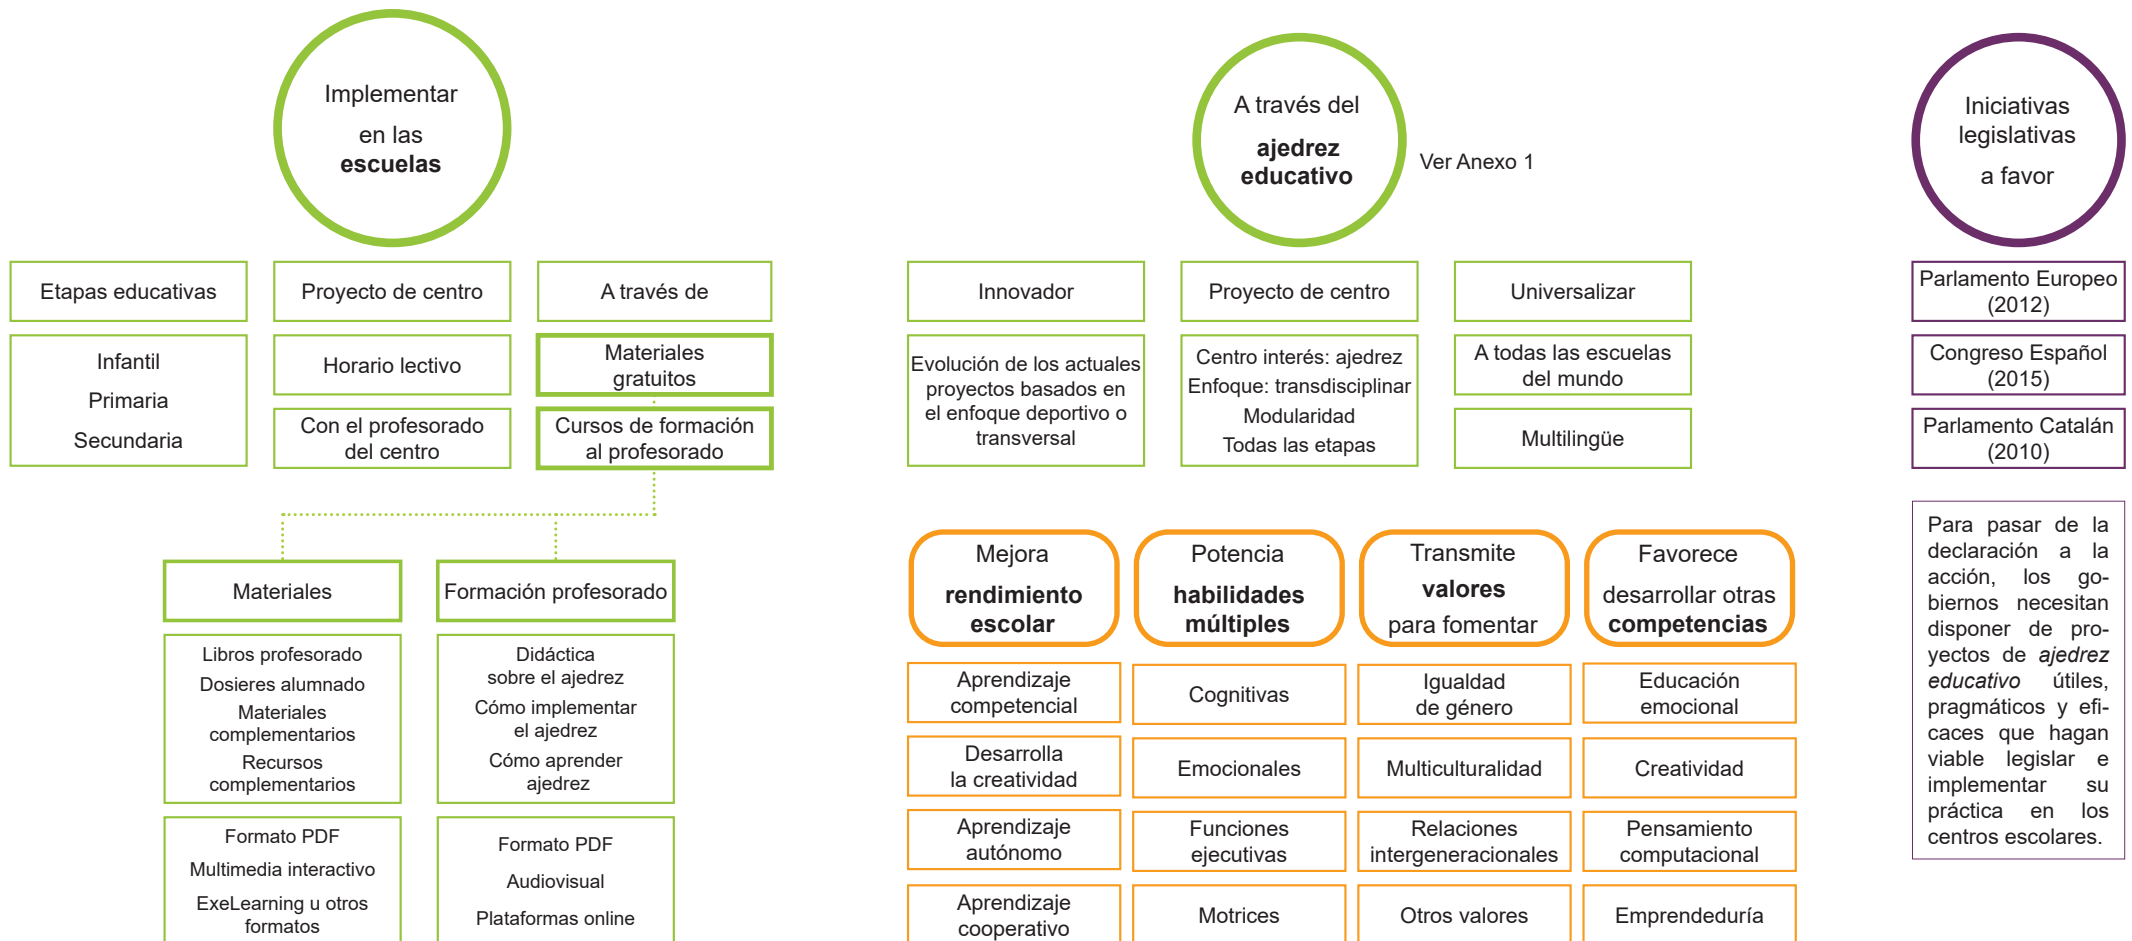 Implementar
en las
escuelas
Etapas educativas
Infantil
Primaria
Secundaria
Proyecto de centro
Horario lectivo
Con el profesorado
del centro
A través de
Materiales
gratuitos
Cursos de formación
al profesorado
Materiales
Libros profesorado
Dosieres alumnado
Materiales
complementarios
Recursos
complementarios
Formato PDF
Multimedia interactivo
ExeLearning u otros
formatos
Formación profesorado
Didáctica
sobre el ajedrez
Cómo implementar
el ajedrez
Cómo aprender
ajedrez
Formato PDF
Audiovisual
Plataformas online
A través del
ajedrez
educativo
Ver Anexo 1
Innovador
Evolución de los actuales
proyectos basados en
el enfoque deportivo o
transversal
Proyecto de centro
Centro interés: ajedrez
Enfoque: transdisciplinar
Modularidad
Todas las etapas
Universalizar
A todas las escuelas
del mundo
Multilingüe
Mejora
rendimiento
escolar
Aprendizaje
competencial
Desarrolla
la creatividad
Aprendizaje
autónomo
Aprendizaje
cooperativo
Potencia
habilidades
múltiples
Cognitivas
Emocionales
Funciones
ejecutivas
Motrices
Transmite
valores
para fomentar
Igualdad
de género
Multiculturalidad
Relaciones
intergeneracionales
Otros valores
Favorece
desarrollar otras
competencias
Educación
emocional
Creatividad
Pensamiento
computacional
Emprendeduría
Iniciativas
legislativas
a favor
Parlamento Europeo
(2012)
Congreso Español
(2015)
Parlamento Catalán
(2010)
Para pasar de la
declaración a la
acción, los go-
biernos necesitan
disponer de pro-
yectos de ajedrez
educativo útiles,
pragmáticos y efi-
caces que hagan
viable legislar e
implementar su
práctica en los
centros escolares.